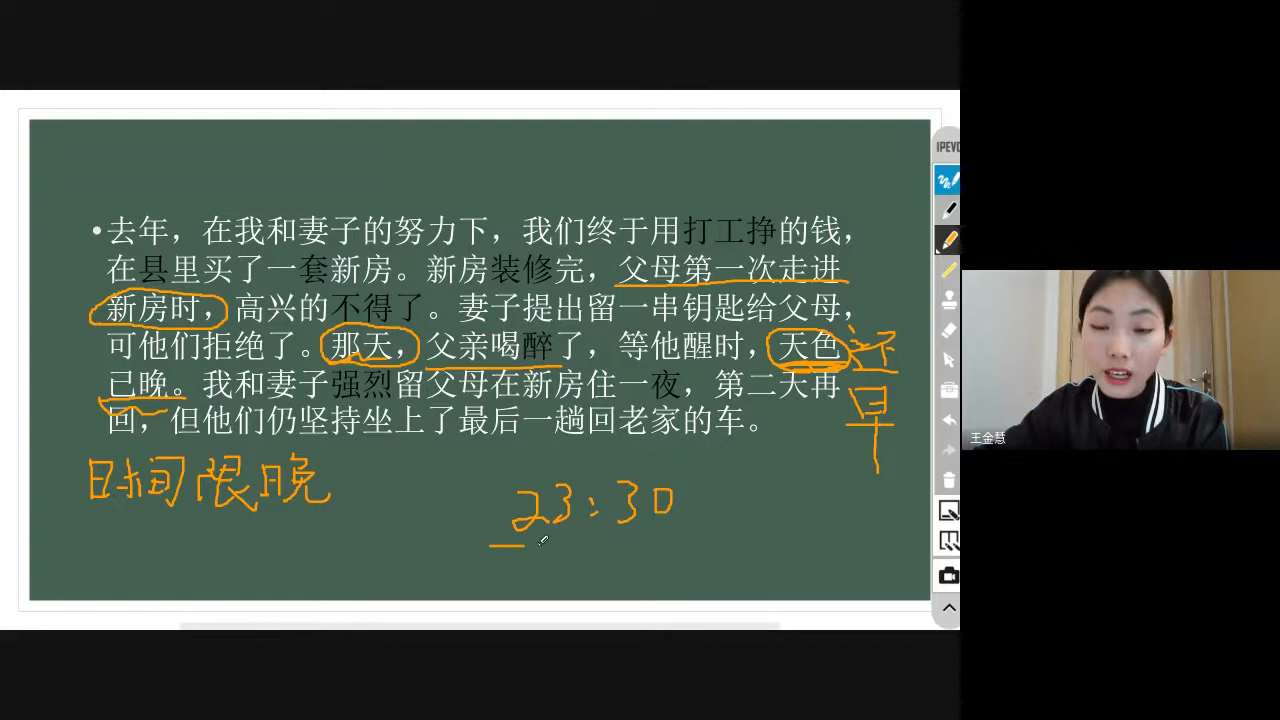 •去年，在我和妻子的努力下，我们终于用打工挣的钱，
在县里买了一套新房。新房装修完，父母第一次走进
新房时，高兴的不得了。妻子提出留一串钥匙给父母，
可他们拒绝了。那天，父亲喝醉了，等他醒时，天色
已晚。我和妻子强烈留父母在新房住一夜，第二天再
回，但他们仍坚持坐上了最后一趟回老家的车。
还早
时间很晚
23:30
IPEVO
王金慧